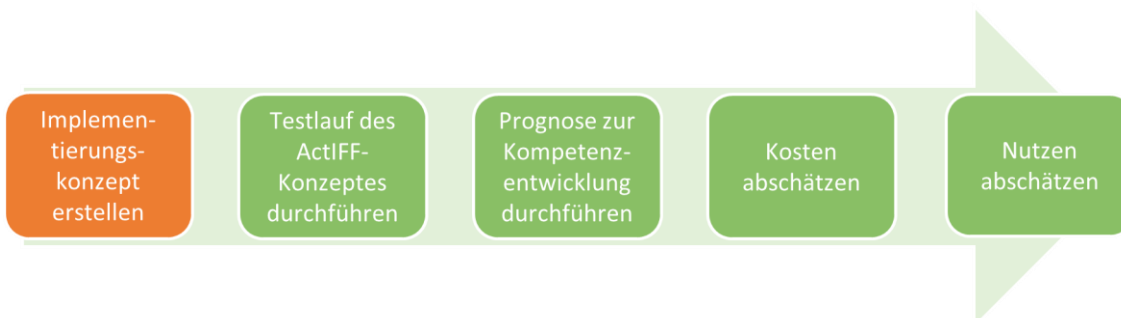 Implemen-
tierungs-
konzept
erstellen
Testlauf des
ActIFF-
Konzeptes
durchführen
Prognose zur
Kompetenz-
entwicklung
durchführen
Kosten
abschätzen
Nutzen
abschätzen